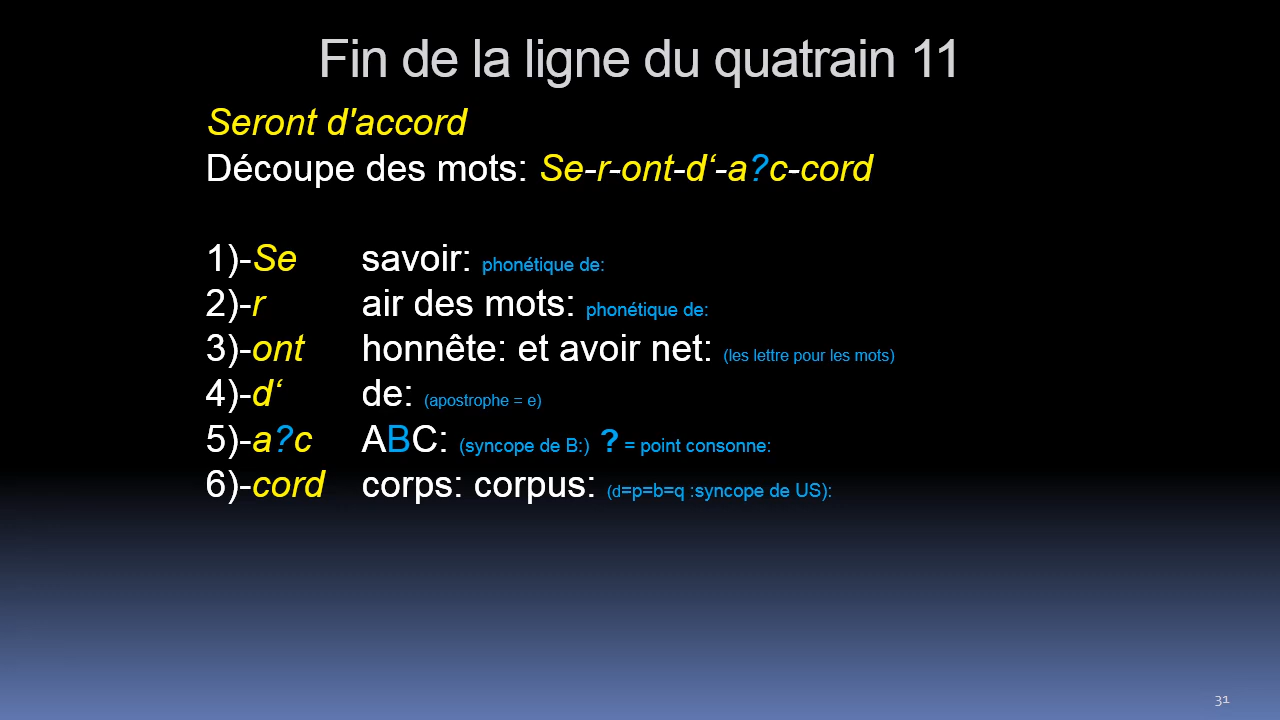 Fin de la ligne du quatrain 11
Seront d'accord
Découpe des mots: Se-r-ont-d‘-a?c-cord
1)-Se savoir: phonétique de:
2)-r air des mots: phonétique de:
3)-ont honnête: et avoir net: (les lettre pour les mots)
4)-d‘ de: (apostrophe = e)
5)-a?c ABC: (syncope de B:) ? = point consonne:
6)-cord corps: corpus: (d=p=b=q :syncope de US):
31